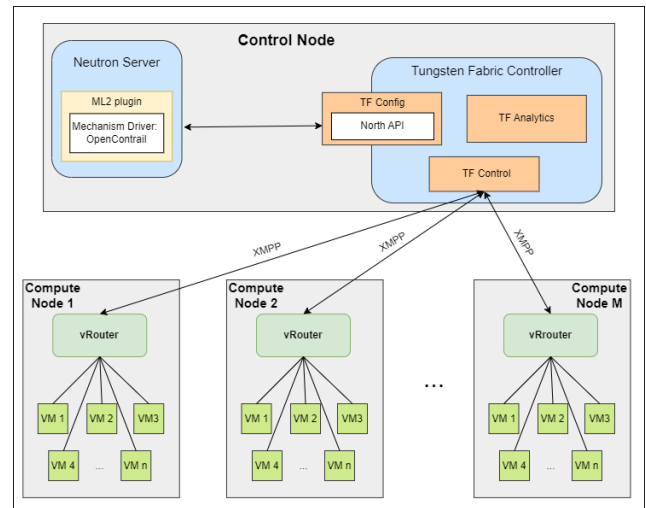 Control Node
Neutron Server
ML2 plugin
Mechanism Driver:
OpenContrail
Tungsten Fabric Controller
TF Config
North API
TF Analytics
TF Control
XMPP
XMPP
XMPP
Compute
Node 1
vRouter
VM 1
VM 2
VM3
VM 4
...
VM n
Compute
Node 2
vRouter
VM 1
VM 2
VM3
VM 4
...
VM n
...
Compute
Node M
vRrouter
VM 1
VM 2
VM3
VM 4
...
VM n